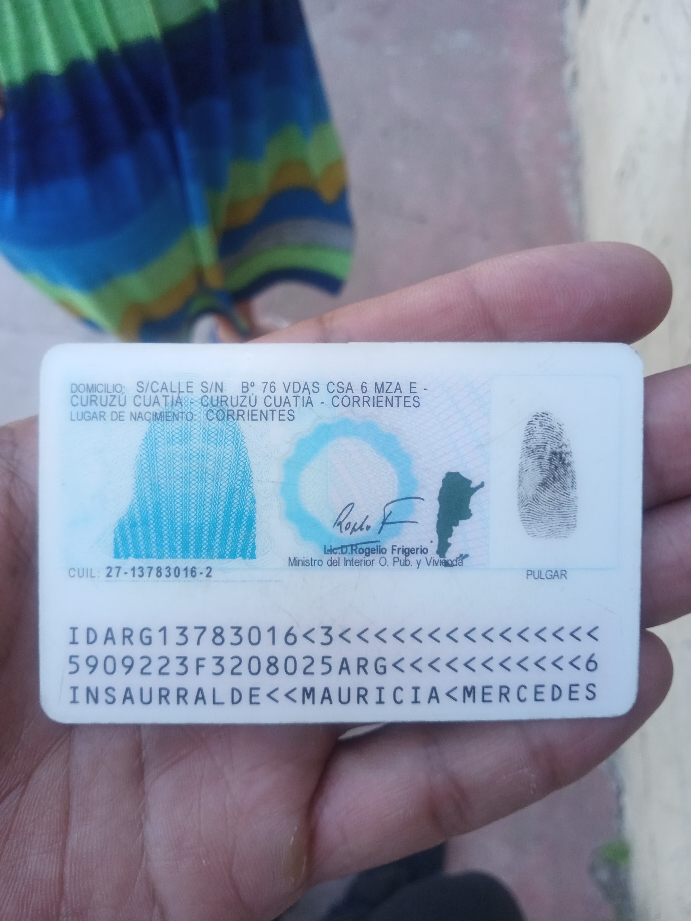 DOMICILIO: S/CALLE S/N Bº 76 VDAS CSA 6 MZA E -
CURUZÚ CUATIÁ - CURUZÚ CUATIÁ - CORRIENTES
LUGAR DE NACIMIENTO: CORRIENTES
Lic.D.Rogelio Frigerio
Ministro del Interior O. Pub. y Vivienda
CUIL: 27-13783016-2
PULGAR
IDARG13783016<3<<<<<<<<<<<<<<<
5909223F3208025ARG<<<<<<<<<<<6
INSAURRALDE<<MAURICIA<MERCEDES